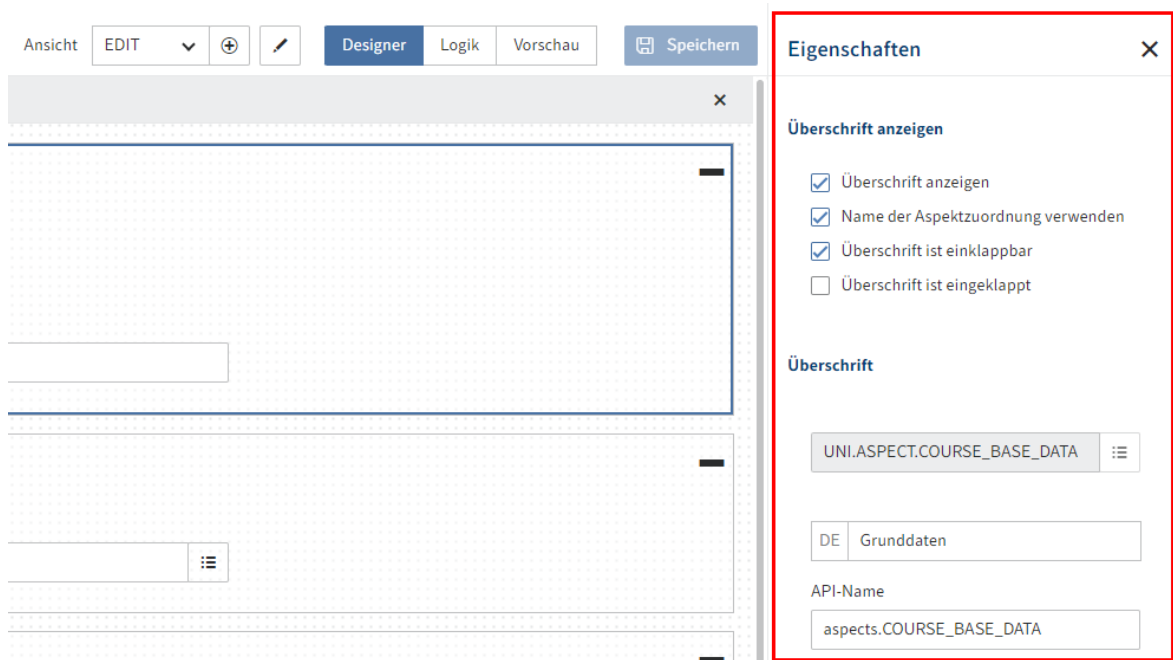 Ansicht EDIT Designer Logik Vorschau Speichern
Eigenschaften
Überschrift anzeigen
Überschrift anzeigen
Name der Aspektzuordnung verwenden
Überschrift ist einklappbar
Überschrift ist eingeklappt
Überschrift
UNI.ASPECT.COURSE_BASE_DATA
DE Grunddaten
API-Name
aspects.COURSE_BASE_DATA